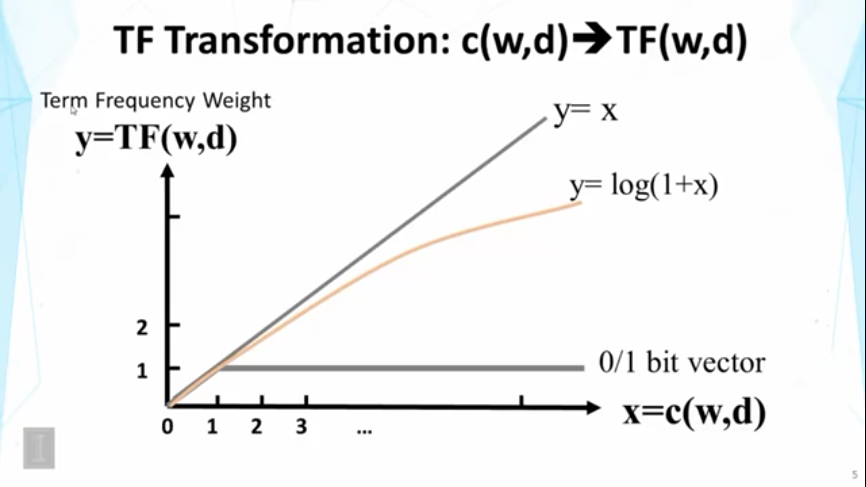 TF Transformation: c(w,d)➔TF(w,d)
Term Frequency Weight
y=TF(w,d)
y= x
y= log(1+x)
2
1
0/1 bit vector
x=c(w,d)
0 1 2 3 ...
I
5